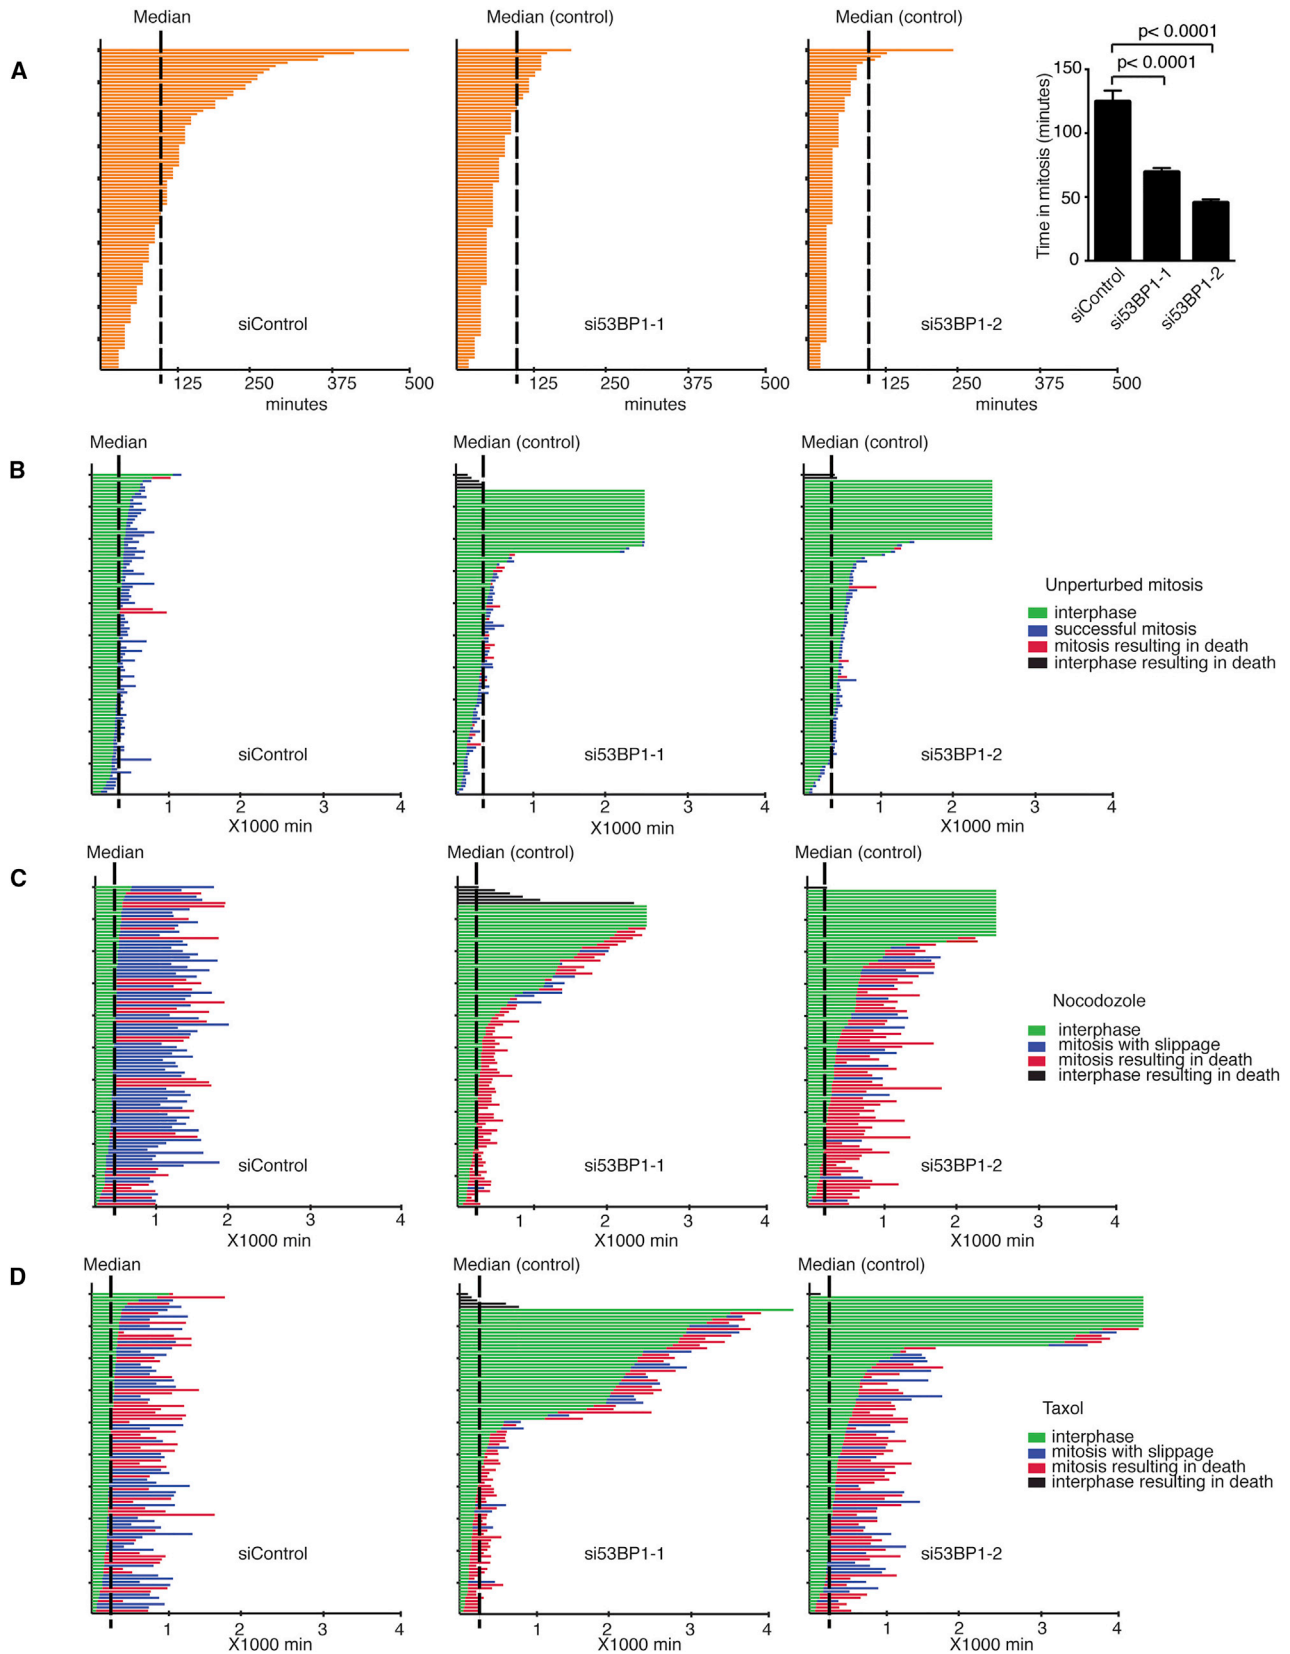 A
Median
Median (control)
Median (control)
siControl
si53BP1-1
si53BP1-2
125 250 375 500
minutes
125 250 375 500
minutes
125 250 375 500
minutes
p< 0.0001
p< 0.0001
Time in mitosis (minutes)
150
100
50
0
siControl
si53BP1-1
si53BP1-2
B
Median
Median (control)
Median (control)
siControl
si53BP1-1
si53BP1-2
1 2 3 4
X1000 min
1 2 3 4
X1000 min
1 2 3 4
X1000 min
Unperturbed mitosis
interphase
successful mitosis
mitosis resulting in death
interphase resulting in death
C
Median
Median (control)
Median (control)
siControl
si53BP1-1
si53BP1-2
1 2 3 4
X1000 min
1 2 3 4
X1000 min
1 2 3 4
X1000 min
Nocodozole
interphase
mitosis with slippage
mitosis resulting in death
interphase resulting in death
D
Median
Median (control)
Median (control)
siControl
si53BP1-1
si53BP1-2
1 2 3 4
X1000 min
1 2 3 4
X1000 min
1 2 3 4
X1000 min
Taxol
interphase
mitosis with slippage
mitosis resulting in death
interphase resulting in death